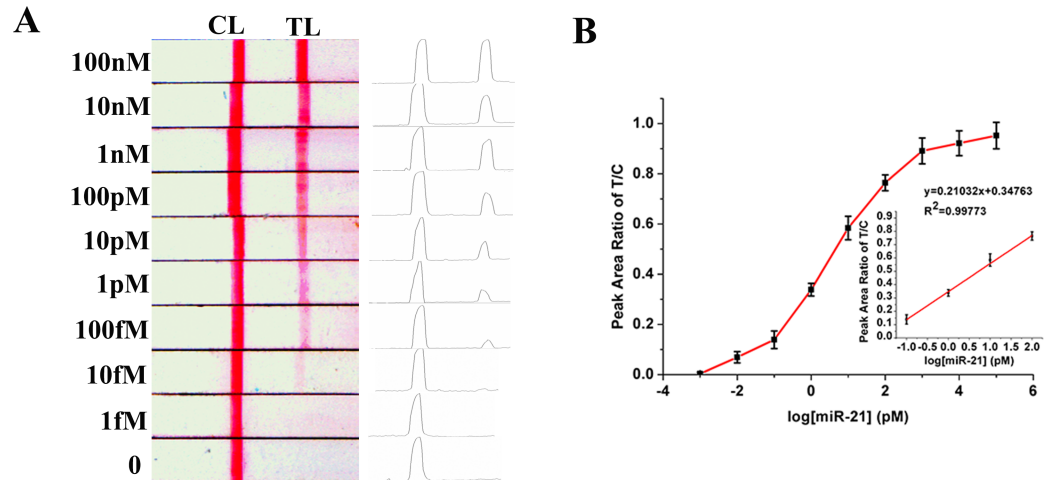 A
CL TL
100nM
10nM
1nM
100pM
10pM
1pM
100fM
10fM
1fM
0
B
Peak Area Ratio of T/C
1.0
0.8
0.6
0.4
0.2
0.0
-4 -2 0 2 4 6
log[miR-21] (pM)
y=0.21032x+0.34763
R²=0.99773
Peak Area Ratio of T/C
0.9
0.8
0.7
0.6
0.5
0.4
0.3
0.2
0.1
0.0
-1.0 -0.5 0.0 0.5 1.0 1.5 2.0
log[miR-21] (pM)